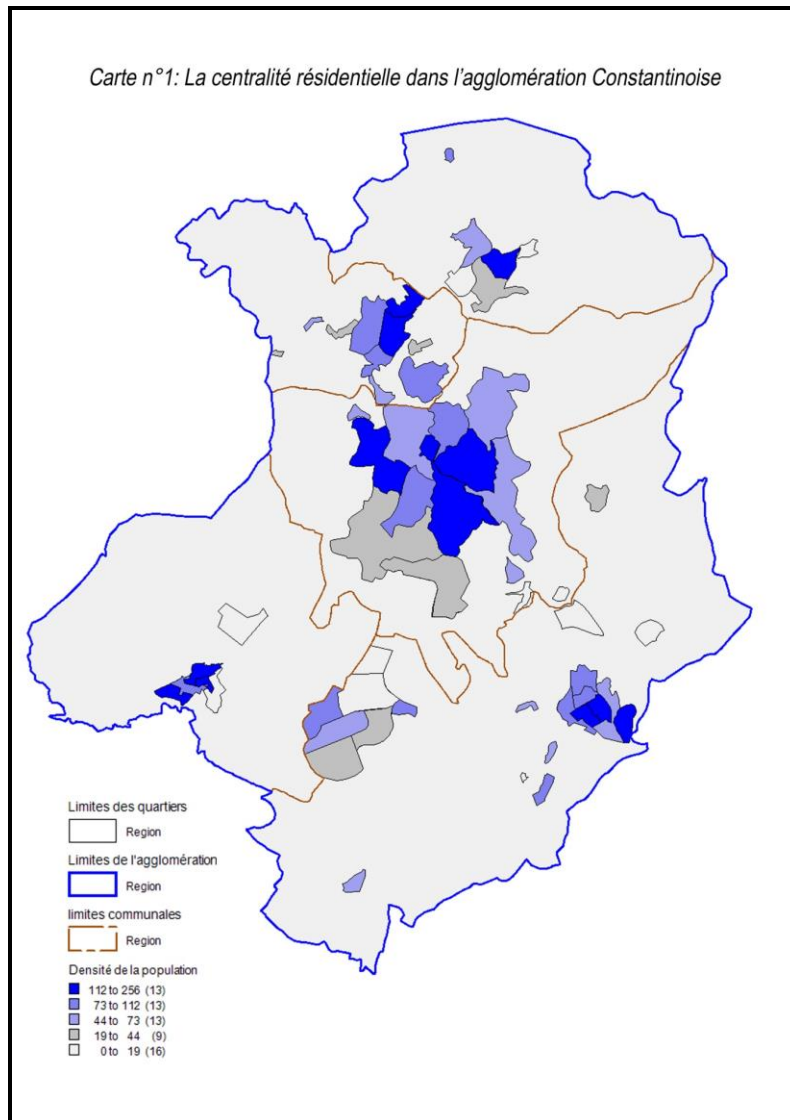 Carte n°1: La centralité résidentielle dans l'agglomération Constantinoise
Limites des quartiers
Region
Limites de l'agglomération
Region
limites communales
Region
Densité de la population
112 to 256 (13)
73 to 112 (13)
44 to 73 (13)
19 to 44 (9)
0 to 19 (16)